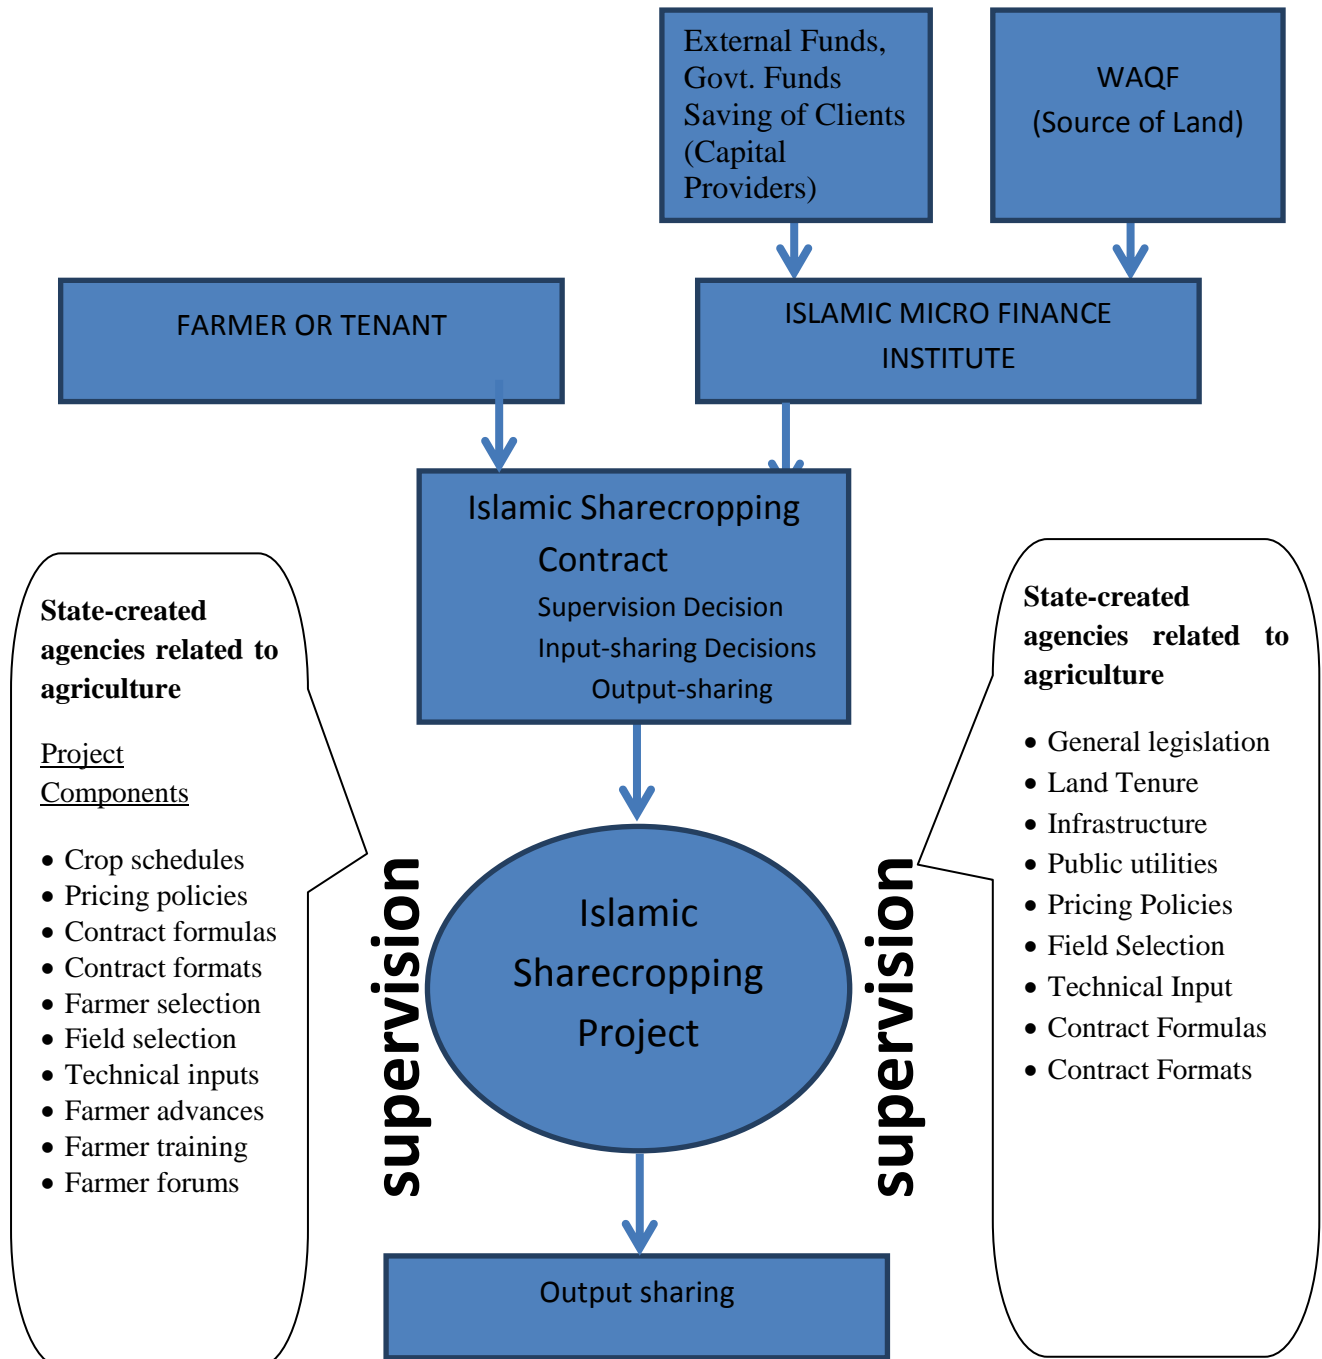 External Funds,
Govt. Funds
Saving of Clients
(Capital
Providers)
WAQF
(Source of Land)
FARMER OR TENANT
ISLAMIC MICRO FINANCE
INSTITUTE
Islamic Sharecropping
Contract
Supervision Decision
Input-sharing Decisions
Output-sharing
State-created
agencies related to
agriculture
Project
Components
• Crop schedules
• Pricing policies
• Contract formulas
• Contract formats
• Farmer selection
• Field selection
• Technical inputs
• Farmer advances
• Farmer training
• Farmer forums
supervision
Islamic
Sharecropping
Project
supervision
State-created
agencies related to
agriculture
• General legislation
• Land Tenure
• Infrastructure
• Public utilities
• Pricing Policies
• Field Selection
• Technical Input
• Contract Formulas
• Contract Formats
Output sharing